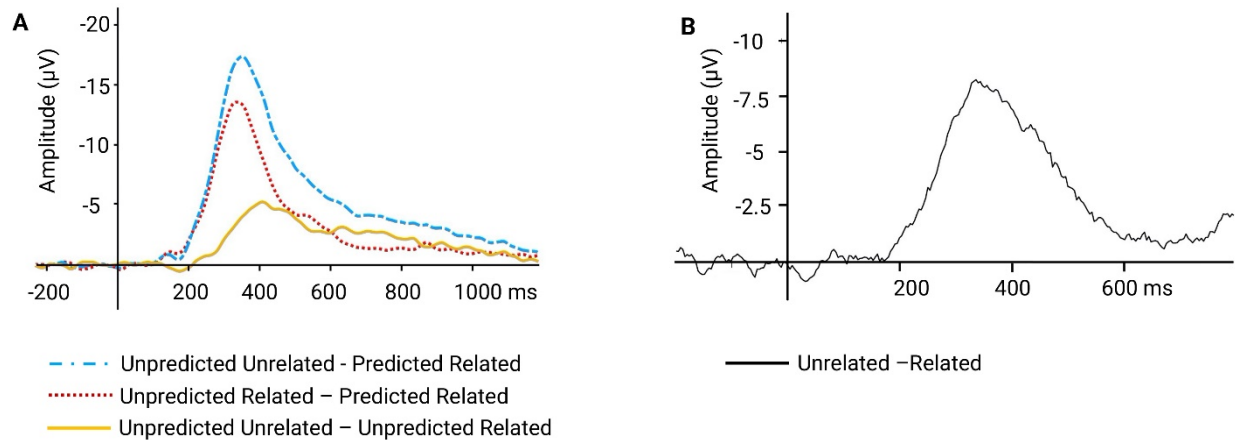 A
Amplitude (µV)
-20
-15
-10
-5
-200
200
400
600
800
1000 ms
Unpredicted Unrelated - Predicted Related
Unpredicted Related – Predicted Related
Unpredicted Unrelated – Unpredicted Related
B
Amplitude (µV)
-10
-7.5
-5
-2.5
200
400
600 ms
Unrelated –Related